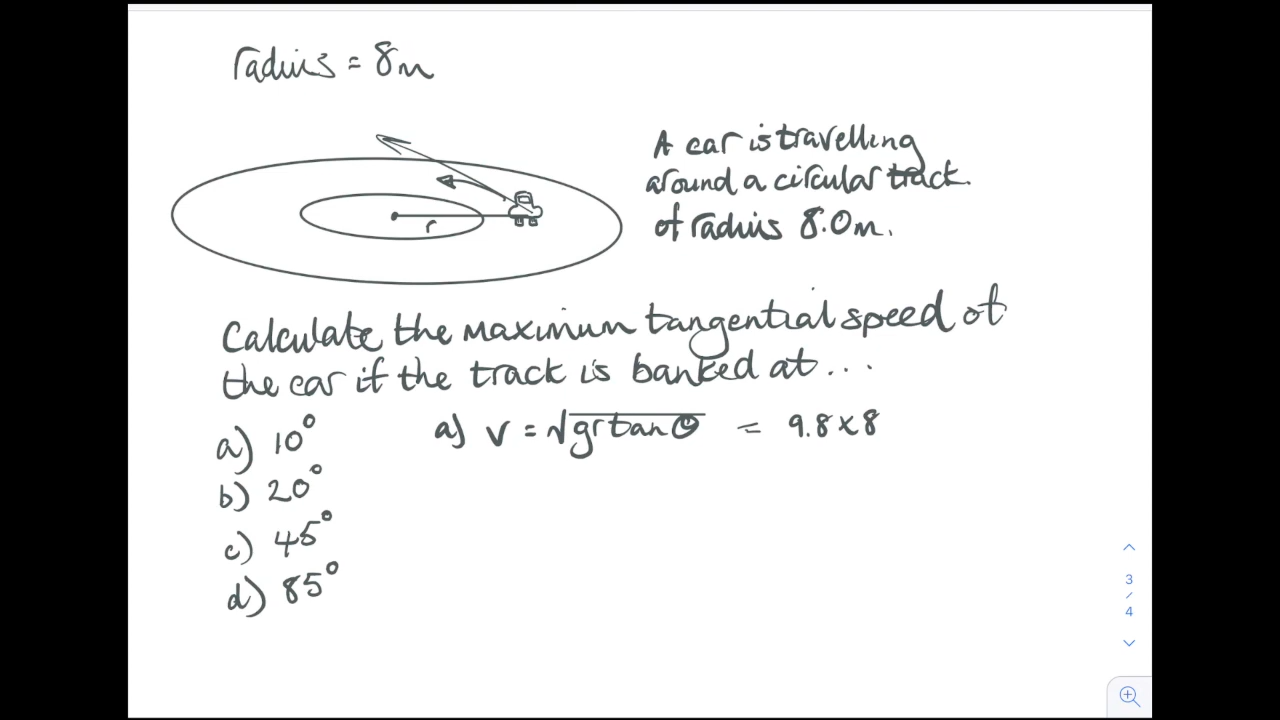 radius = 8m
A car is travelling
around a circular track.
of radius 8.0m.
r
Calculate the maximum tangential speed of
the car if the track is banked at...
a) 10°
a) v = √grtanθ = 9.8 × 8
b) 20°
c) 45°
d) 85°
3
/
4